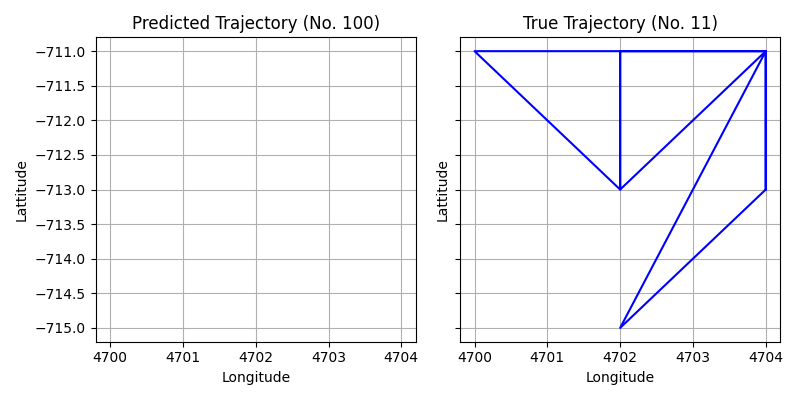 Predicted Trajectory (No. 100)
−711.0
−711.5
−712.0
−712.5
−713.0
−713.5
−714.0
−714.5
−715.0
Lattitude
4700 4701 4702 4703 4704
Longitude
True Trajectory (No. 11)
Lattitude
4700 4701 4702 4703 4704
Longitude